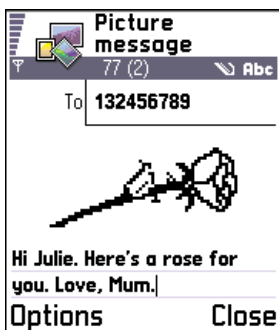 Picture
message
77 (2) Abc
To 132456789
Hi Julie. Here's a rose for
you. Love, Mum.
Options Close